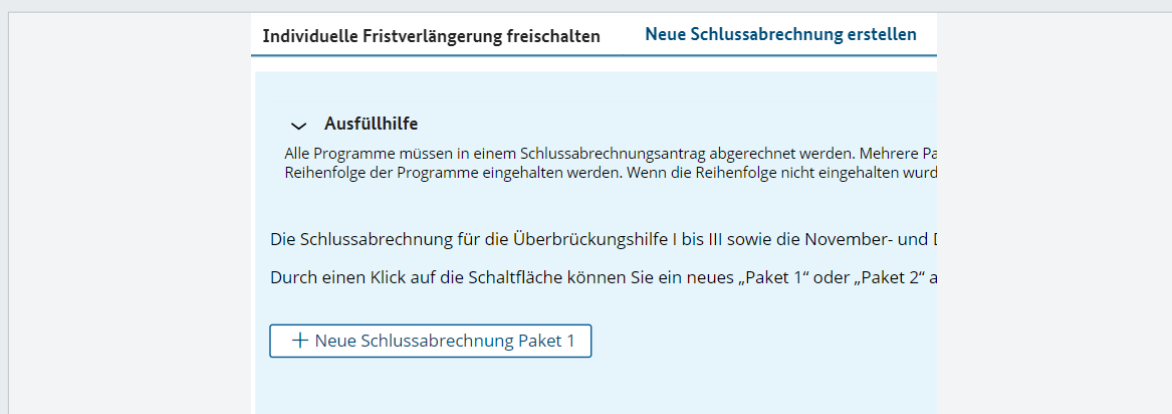 Individuelle Fristverlängerung freischalten Neue Schlussabrechnung erstellen
Ausfüllhilfe
Alle Programme müssen in einem Schlussabrechnungsantrag abgerechnet werden. Mehrere Pa
Reihenfolge der Programme eingehalten werden. Wenn die Reihenfolge nicht eingehalten wurd
Die Schlussabrechnung für die Überbrückungshilfe I bis III sowie die November- und
Durch einen Klick auf die Schaltfläche können Sie ein neues „Paket 1“ oder „Paket 2“ a
+ Neue Schlussabrechnung Paket 1